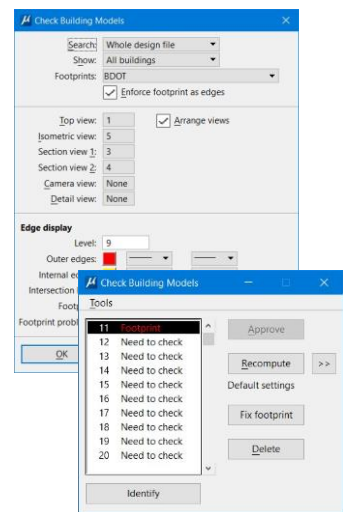 Check Building Models
Search: Whole design file
Show: All buildings
Footprints: BDOT
Enforce footprint as edges
Top view: 1 Arrange views
Isometric view: 5
Section view 1: 3
Section view 2: 4
Camera view: None
Detail view: None
Edge display
Level: 9
Outer edges:
Internal
Intersection
Footprint
OK
Check Building Models
Tools
11 Footprint
12 Need to check
13 Need to check
14 Need to check
15 Need to check
16 Need to check
17 Need to check
18 Need to check
19 Need to check
20 Need to check
Approve
Recompute >>
Default settings
Fix footprint
Delete
Identify